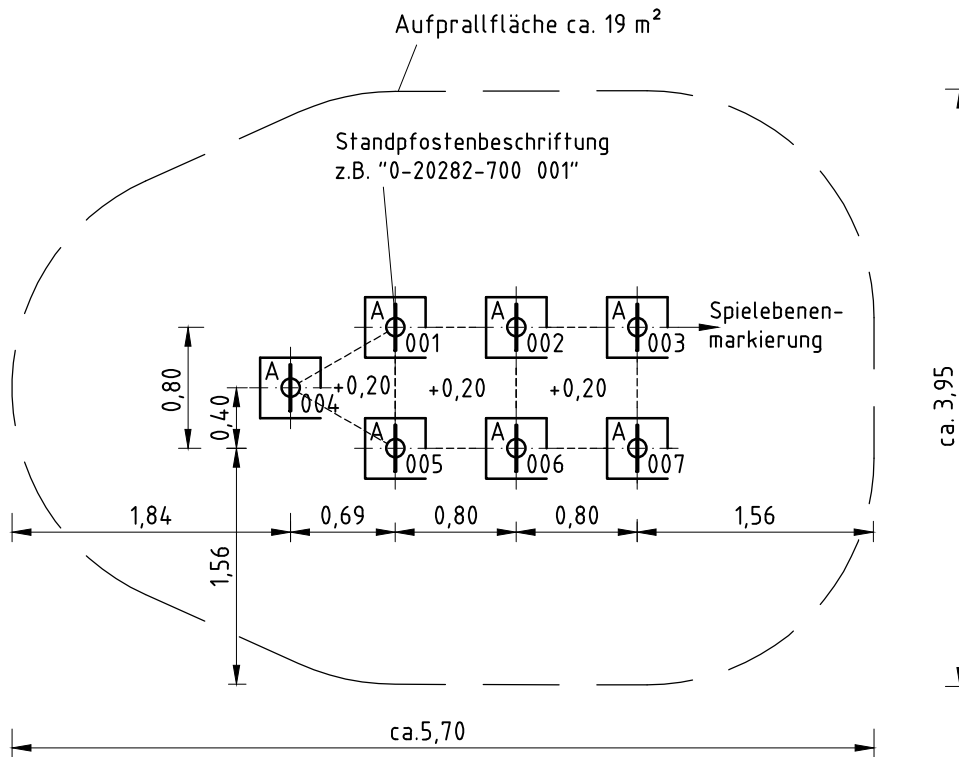 Aufprallfläche ca. 19 m²
Standpfostenbeschriftung
z.B. "0-20282-700 001"
A
001
A
002
A
003
Spielebenen-
markierung
A
004
+0,20
+0,20
+0,20
0,80
0,40
A
005
A
006
A
007
ca. 3,95
1,84
0,69
0,80
0,80
1,56
1,56
ca.5,70